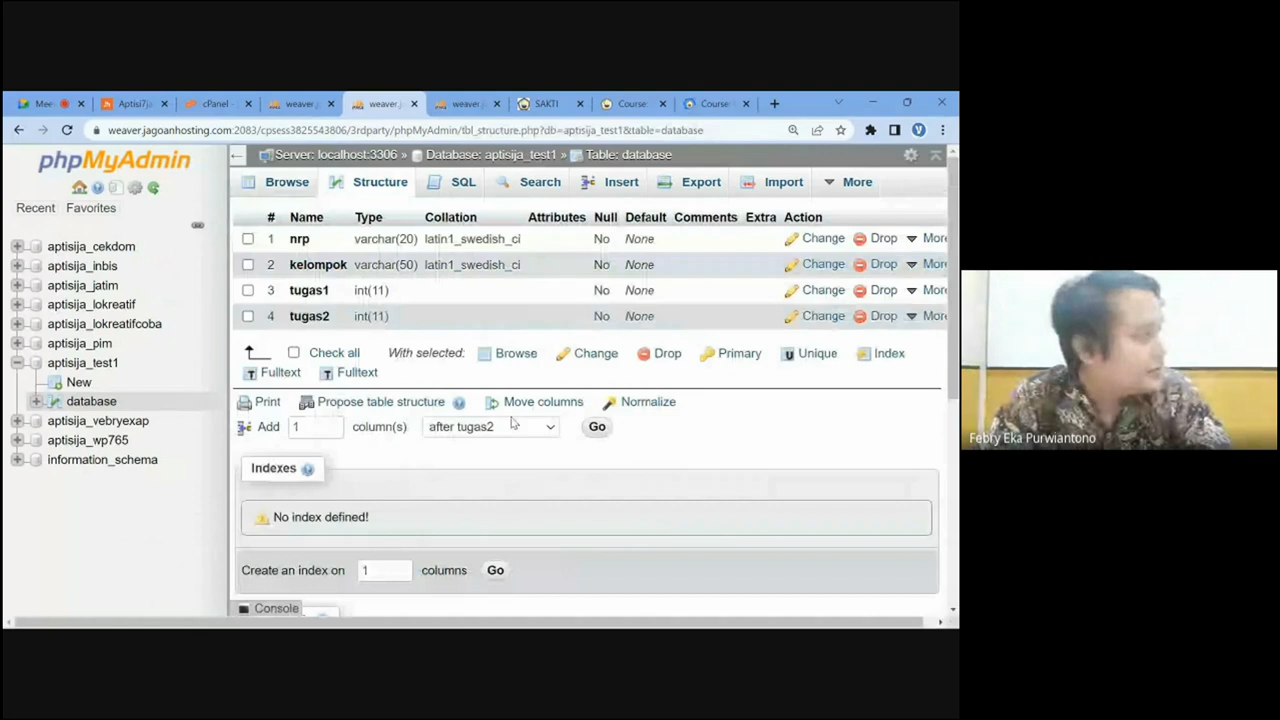 Mee
Aptisi7ja
cPanel -
weaver.j
weaver.j
weaver.j
SAKTI
Course:
Course:
weaver.jagoanhosting.com:2083/cpsess3825543806/3rdparty/phpMyAdmin/tbl_structure.php?db=aptisija_test1&table=database
phpMyAdmin
Recent Favorites
aptisija_cekdom
aptisija_inbis
aptisija_jatim
aptisija_lokreatif
aptisija_lokreatifcoba
aptisija_pim
aptisija_test1
New
database
aptisija_vebryexap
aptisija_wp765
information_schema
Server: localhost:3306 » Database: aptisija_test1 » Table: database
Browse Structure SQL Search Insert Export Import More
# Name Type Collation Attributes Null Default Comments Extra Action
1 nrp varchar(20) latin1_swedish_ci No None Change Drop More
2 kelompok varchar(50) latin1_swedish_ci No None Change Drop More
3 tugas1 int(11) No None Change Drop More
4 tugas2 int(11) No None Change Drop More
Check all With selected: Browse Change Drop Primary Unique Index
Fulltext Fulltext
Print Propose table structure Move columns Normalize
Add 1 column(s) after tugas2 Go
Indexes
No index defined!
Create an index on 1 columns Go
Console
Febry Eka Purwiantono